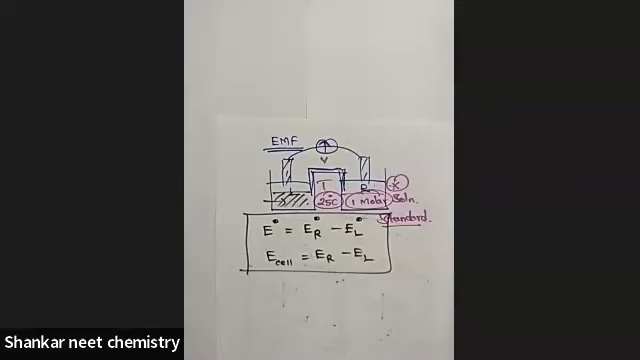 EMF
V
T R
25C 1 Molar Soln.
Standard.
E° = E°R − E°L
Ecell = ER − EL
Shankar neet chemistry